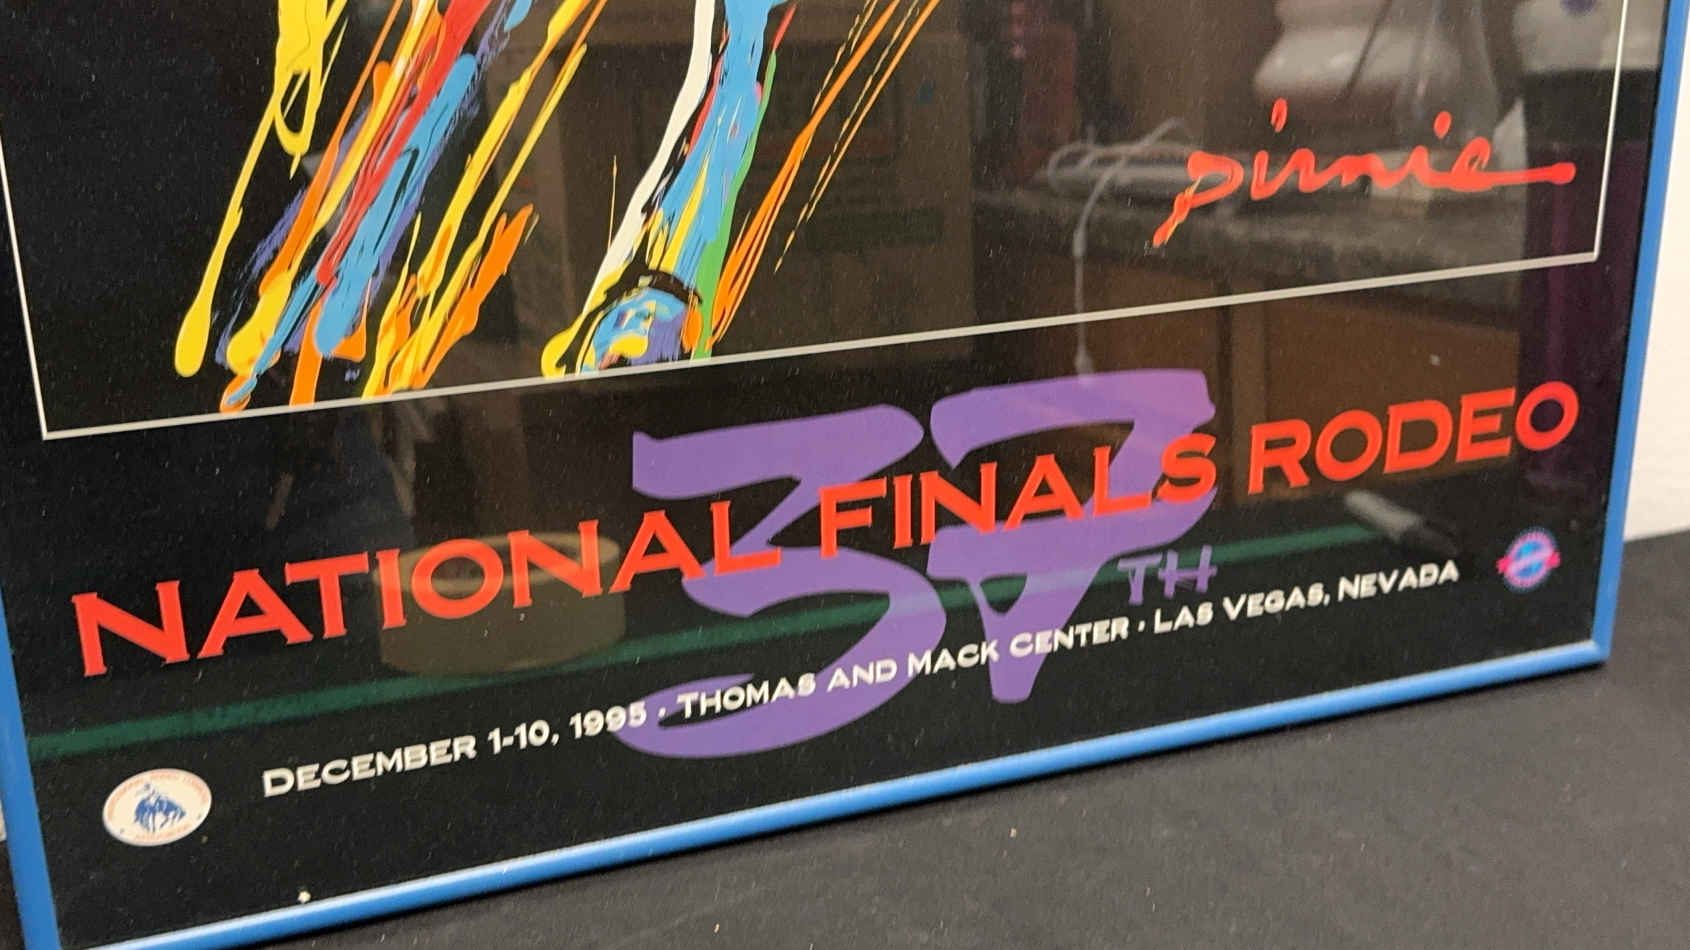 pirnie
37TH
NATIONAL FINALS RODEO
DECEMBER 1-10, 1995 · THOMAS AND MACK CENTER · LAS VEGAS, NEVADA